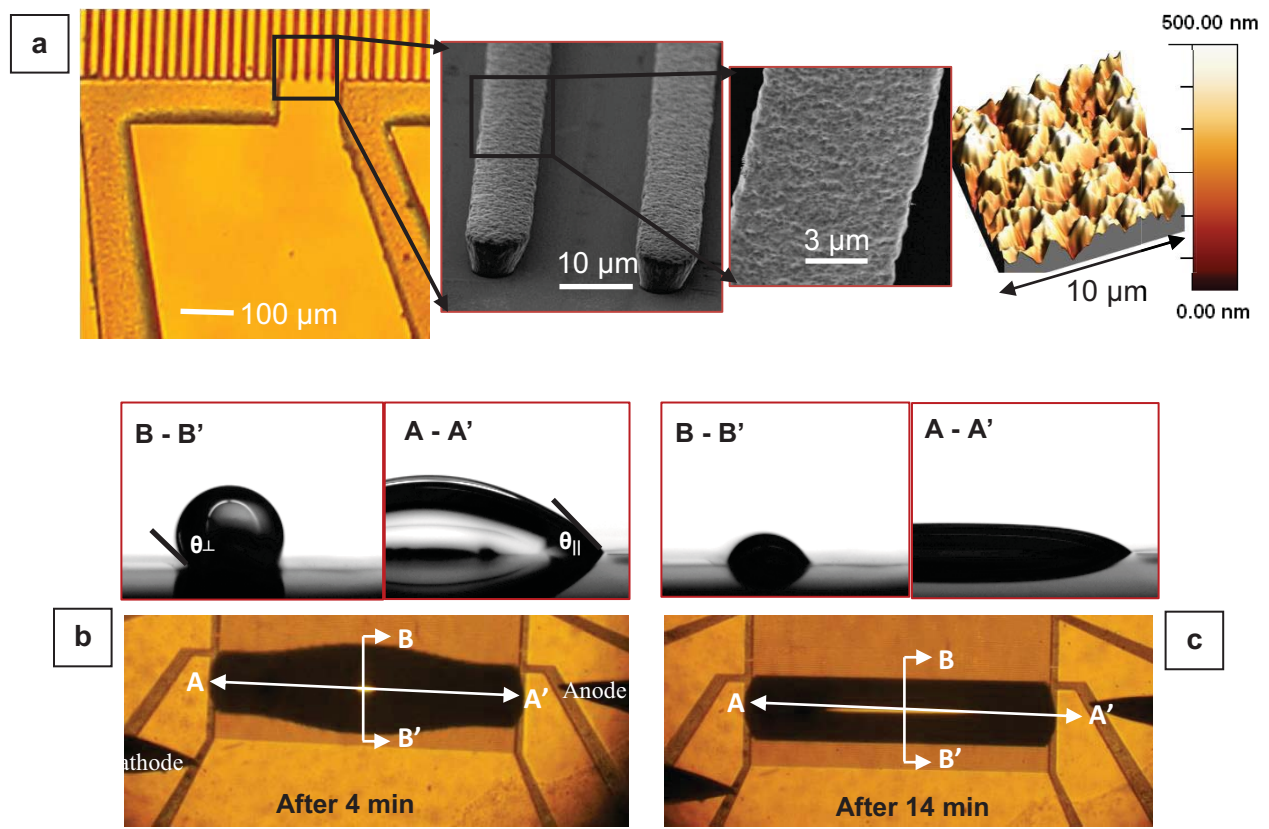 a
500.00 nm
0.00 nm
100 µm
10 µm
3 µm
10 µm
B - B’
A - A’
B - B’
A - A’
θ⊥
θ||
b
c
A
A’
B
B’
Anode
athode
After 4 min
A
A’
B
B’
After 14 min